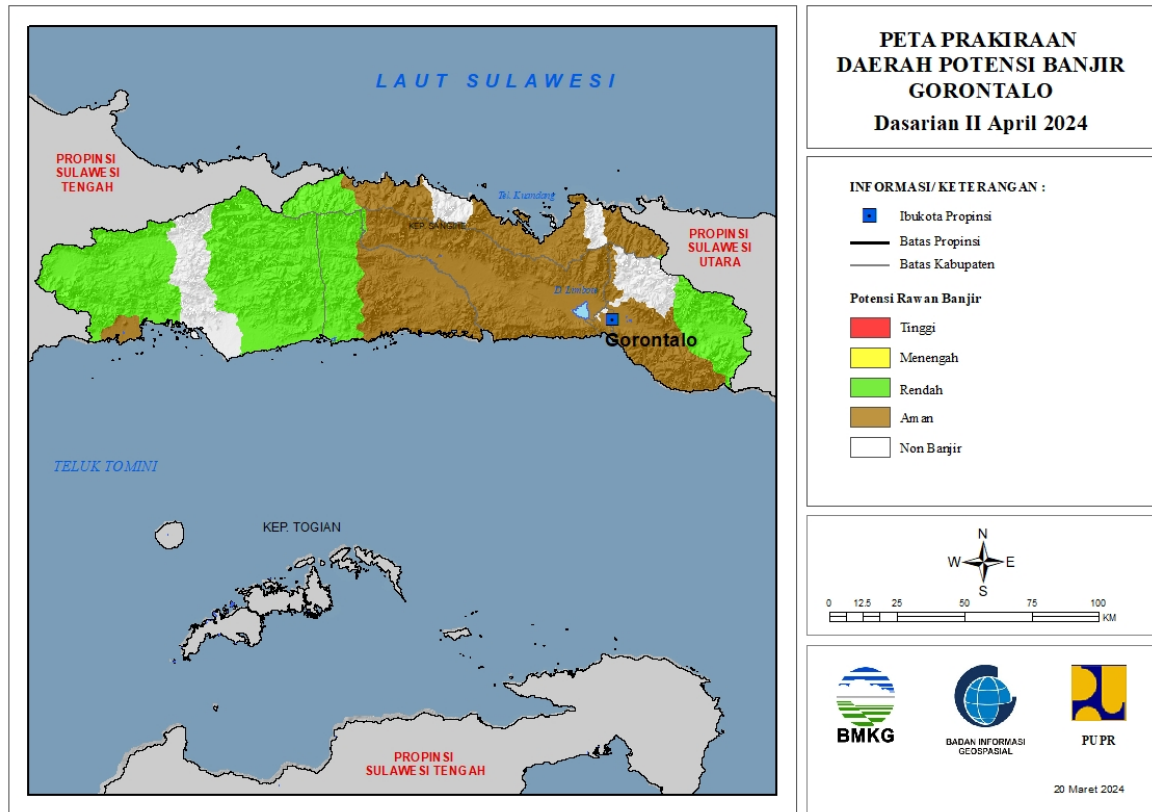 LAUT SULAWESI
PROPINSI
SULAWESI
TENGAH
Tel. Kuandang
KEP. SANGIHE
PROPINSI
SULAWESI
UTARA
D. Limboto
Gorontalo
TELUK TOMINI
KEP. TOGIAN
PROPINSI
SULAWESI TENGAH
PETA PRAKIRAAN
DAERAH POTENSI BANJIR
GORONTALO
Dasarian II April 2024
INFORMASI/ KETERANGAN :
Ibukota Propinsi
Batas Propinsi
Batas Kabupaten
Potensi Rawan Banjir
Tinggi
Menengah
Rendah
Aman
Non Banjir
N
W E
S
0 12.5 25 50 75 100
KM
BMKG
BADAN INFORMASI
GEOSPASIAL
PUPR
20 Maret 2024